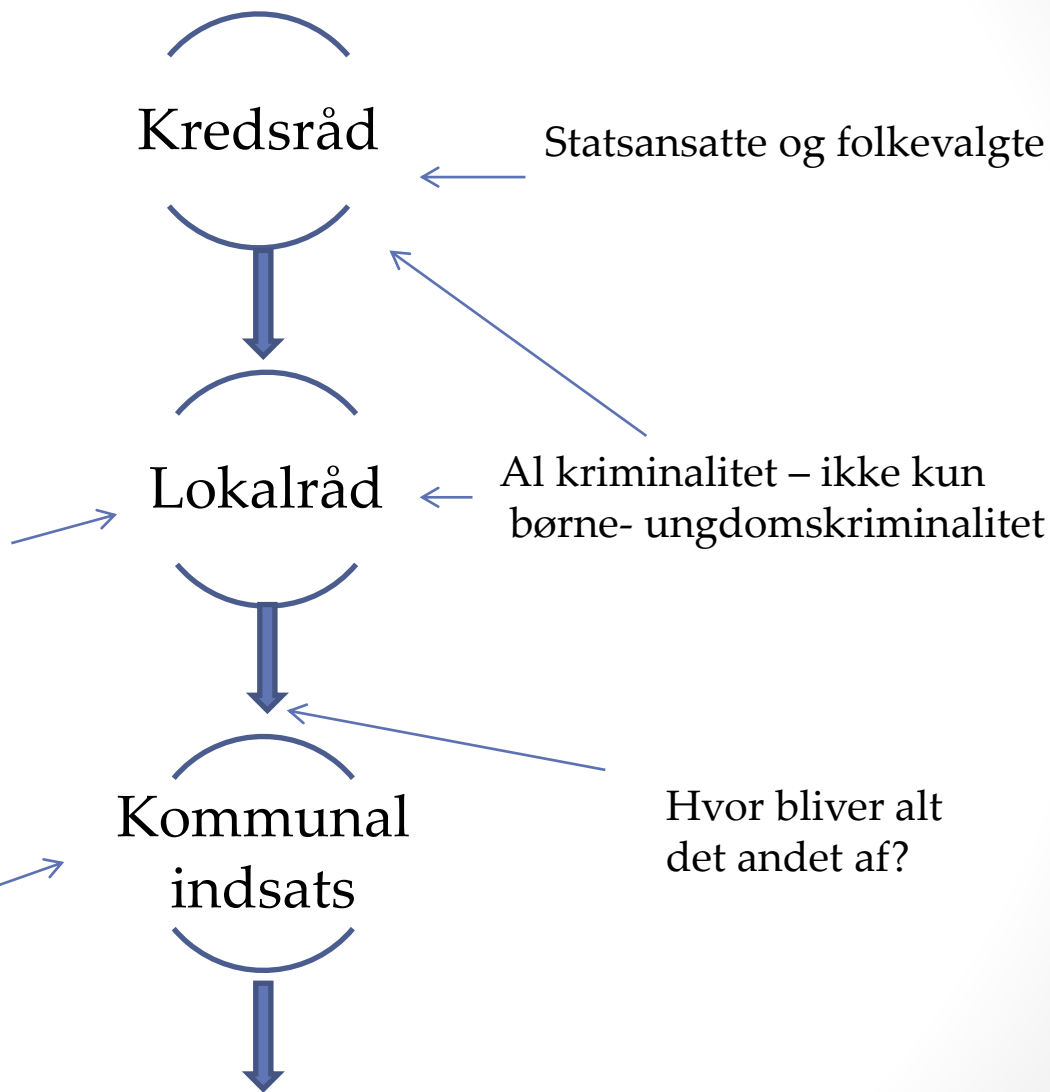 Kredsråd
Statsansatte og folkevalgte
Lokalråd
Al kriminalitet – ikke kun
børne- ungdomskriminalitet
Kommunal
indsats
Hvor bliver alt
det andet af?